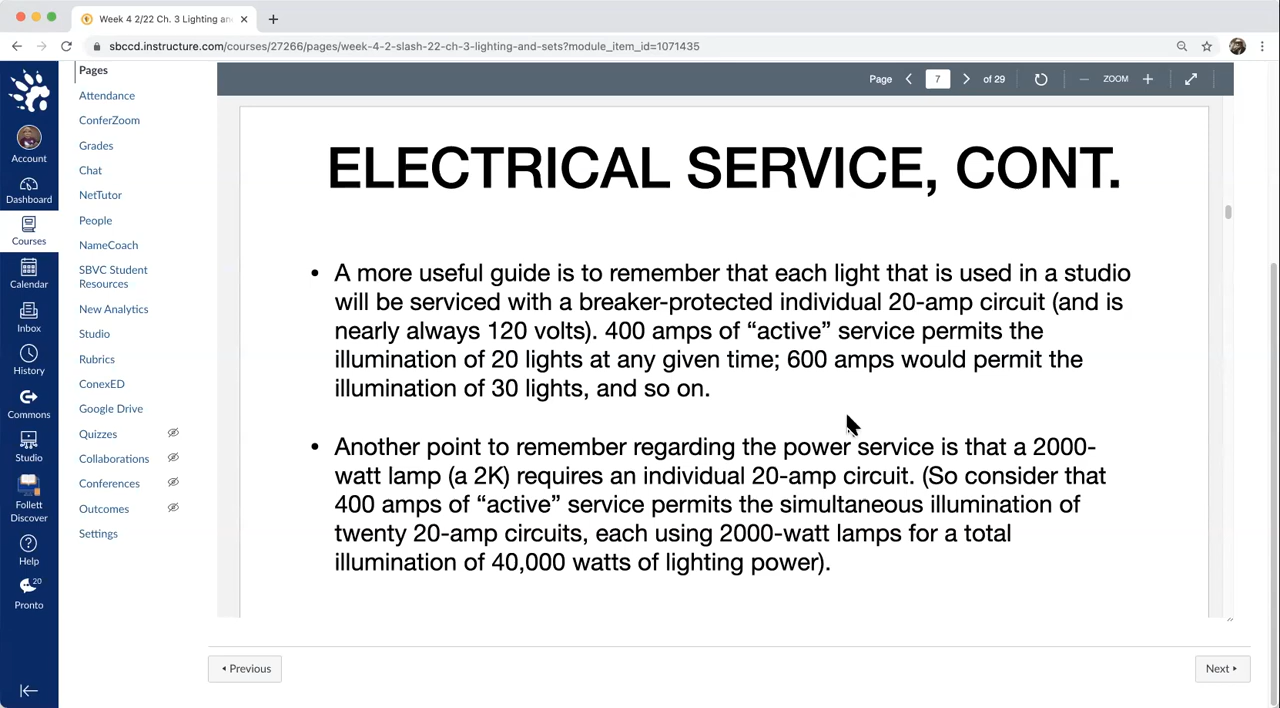 Week 4 2/22 Ch. 3 Lighting an
sbccd.instructure.com/courses/27266/pages/week-4-2-slash-22-ch-3-lighting-and-sets?module_item_id=1071435
Account
Dashboard
Courses
Calendar
Inbox
History
Commons
Studio
Follett
Discover
Help
20
Pronto
Pages
Attendance
ConferZoom
Grades
Chat
NetTutor
People
NameCoach
SBVC Student
Resources
New Analytics
Studio
Rubrics
ConexED
Google Drive
Quizzes
Collaborations
Conferences
Outcomes
Settings
Page 7 of 29 ZOOM
ELECTRICAL SERVICE, CONT.
• A more useful guide is to remember that each light that is used in a studio
will be serviced with a breaker-protected individual 20-amp circuit (and is
nearly always 120 volts). 400 amps of “active” service permits the
illumination of 20 lights at any given time; 600 amps would permit the
illumination of 30 lights, and so on.
• Another point to remember regarding the power service is that a 2000-
watt lamp (a 2K) requires an individual 20-amp circuit. (So consider that
400 amps of “active” service permits the simultaneous illumination of
twenty 20-amp circuits, each using 2000-watt lamps for a total
illumination of 40,000 watts of lighting power).
Previous
Next